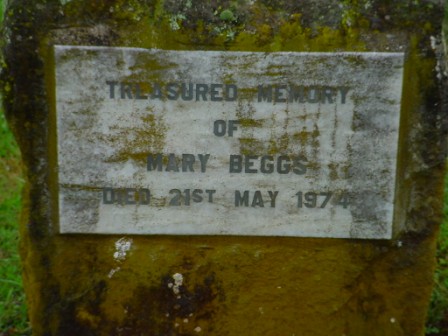 TREASURED MEMORY
OF
MARY BEGGS
DIED 21ST MAY 1974